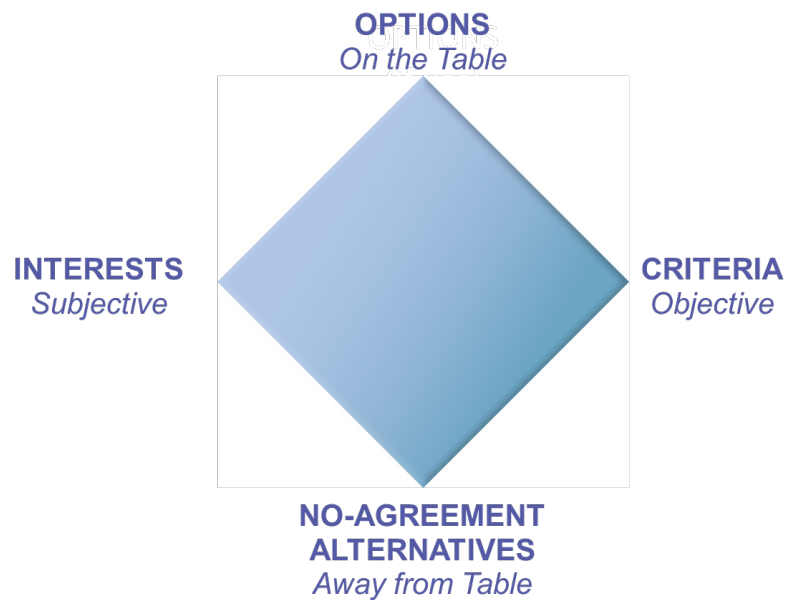 OPTIONS
On the Table
INTERESTS
Subjective
CRITERIA
Objective
NO-AGREEMENT
ALTERNATIVES
Away from Table